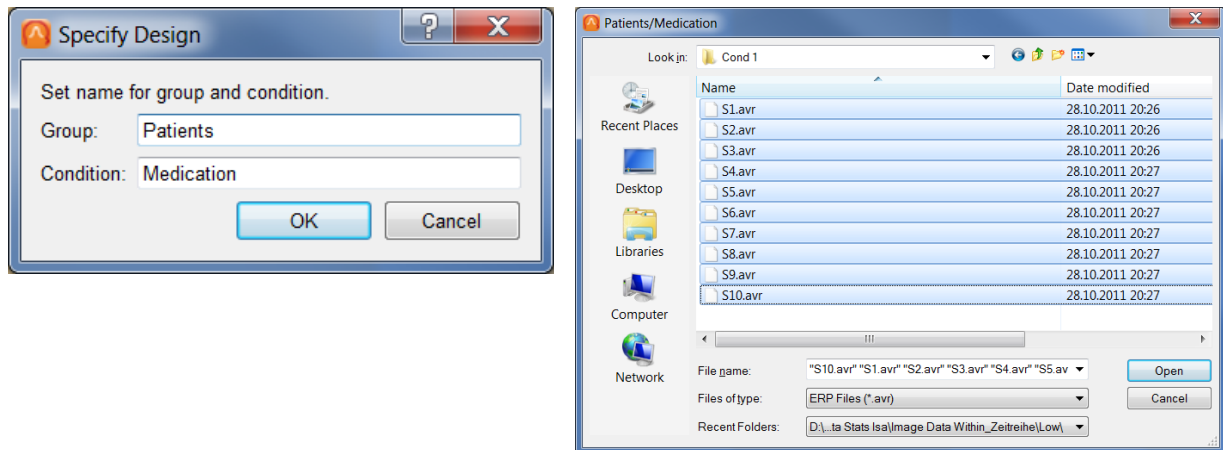 Specify Design
Set name for group and condition.
Group: Patients
Condition: Medication
OK Cancel
Patients/Medication
Look in: Cond 1
Name Date modified
S1.avr 28.10.2011 20:26
S2.avr 28.10.2011 20:26
S3.avr 28.10.2011 20:26
S4.avr 28.10.2011 20:27
S5.avr 28.10.2011 20:27
S6.avr 28.10.2011 20:27
S7.avr 28.10.2011 20:27
S8.avr 28.10.2011 20:27
S9.avr 28.10.2011 20:27
S10.avr 28.10.2011 20:27
Recent Places
Desktop
Libraries
Computer
Network
File name: "S10.avr" "S1.avr" "S2.avr" "S3.avr" "S4.avr" "S5.av Open
Files of type: ERP Files (*.avr) Cancel
Recent Folders: D:\...ta Stats Isa\Image Data Within_Zeitreihe\Low\